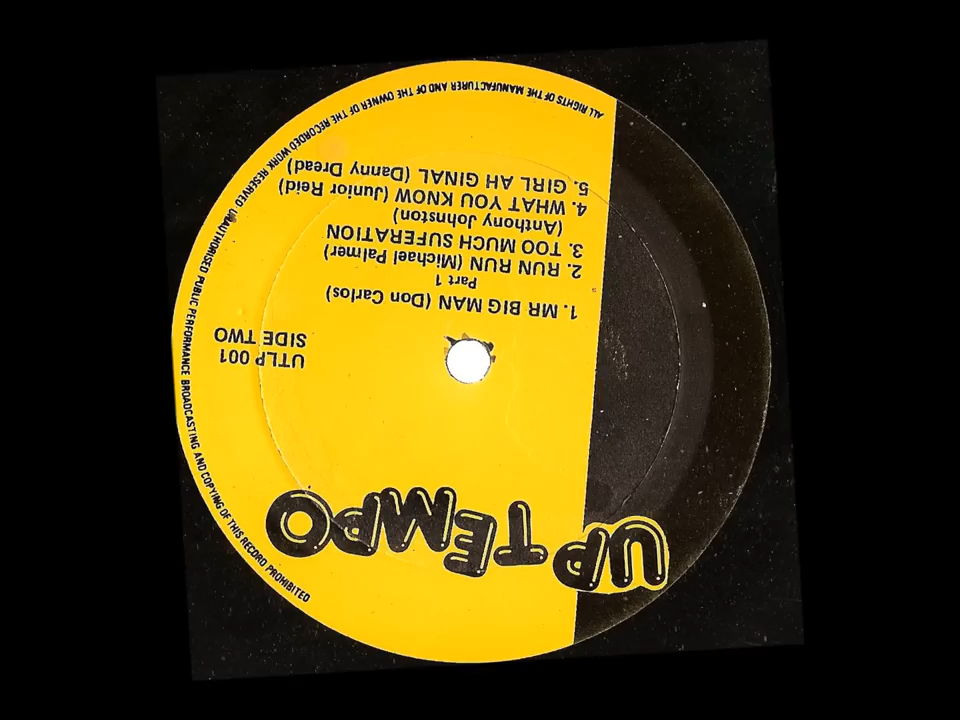 UP TEMPO
UTLP 001
SIDE TWO
1. MR BIG MAN (Don Carlos)
Part 1
2. RUN RUN (Michael Palmer)
3. TOO MUCH SUFERATION
(Anthony Johnston)
4. WHAT YOU KNOW (Junior Reid)
5. GIRL AH GINAL (Danny Dread)
ALL RIGHTS OF THE MANUFACTURER AND OF THE OWNER OF THE RECORDED WORK RESERVED UNAUTHORISED PUBLIC PERFORMANCE BROADCASTING AND COPYING OF THIS RECORD PROHIBITED